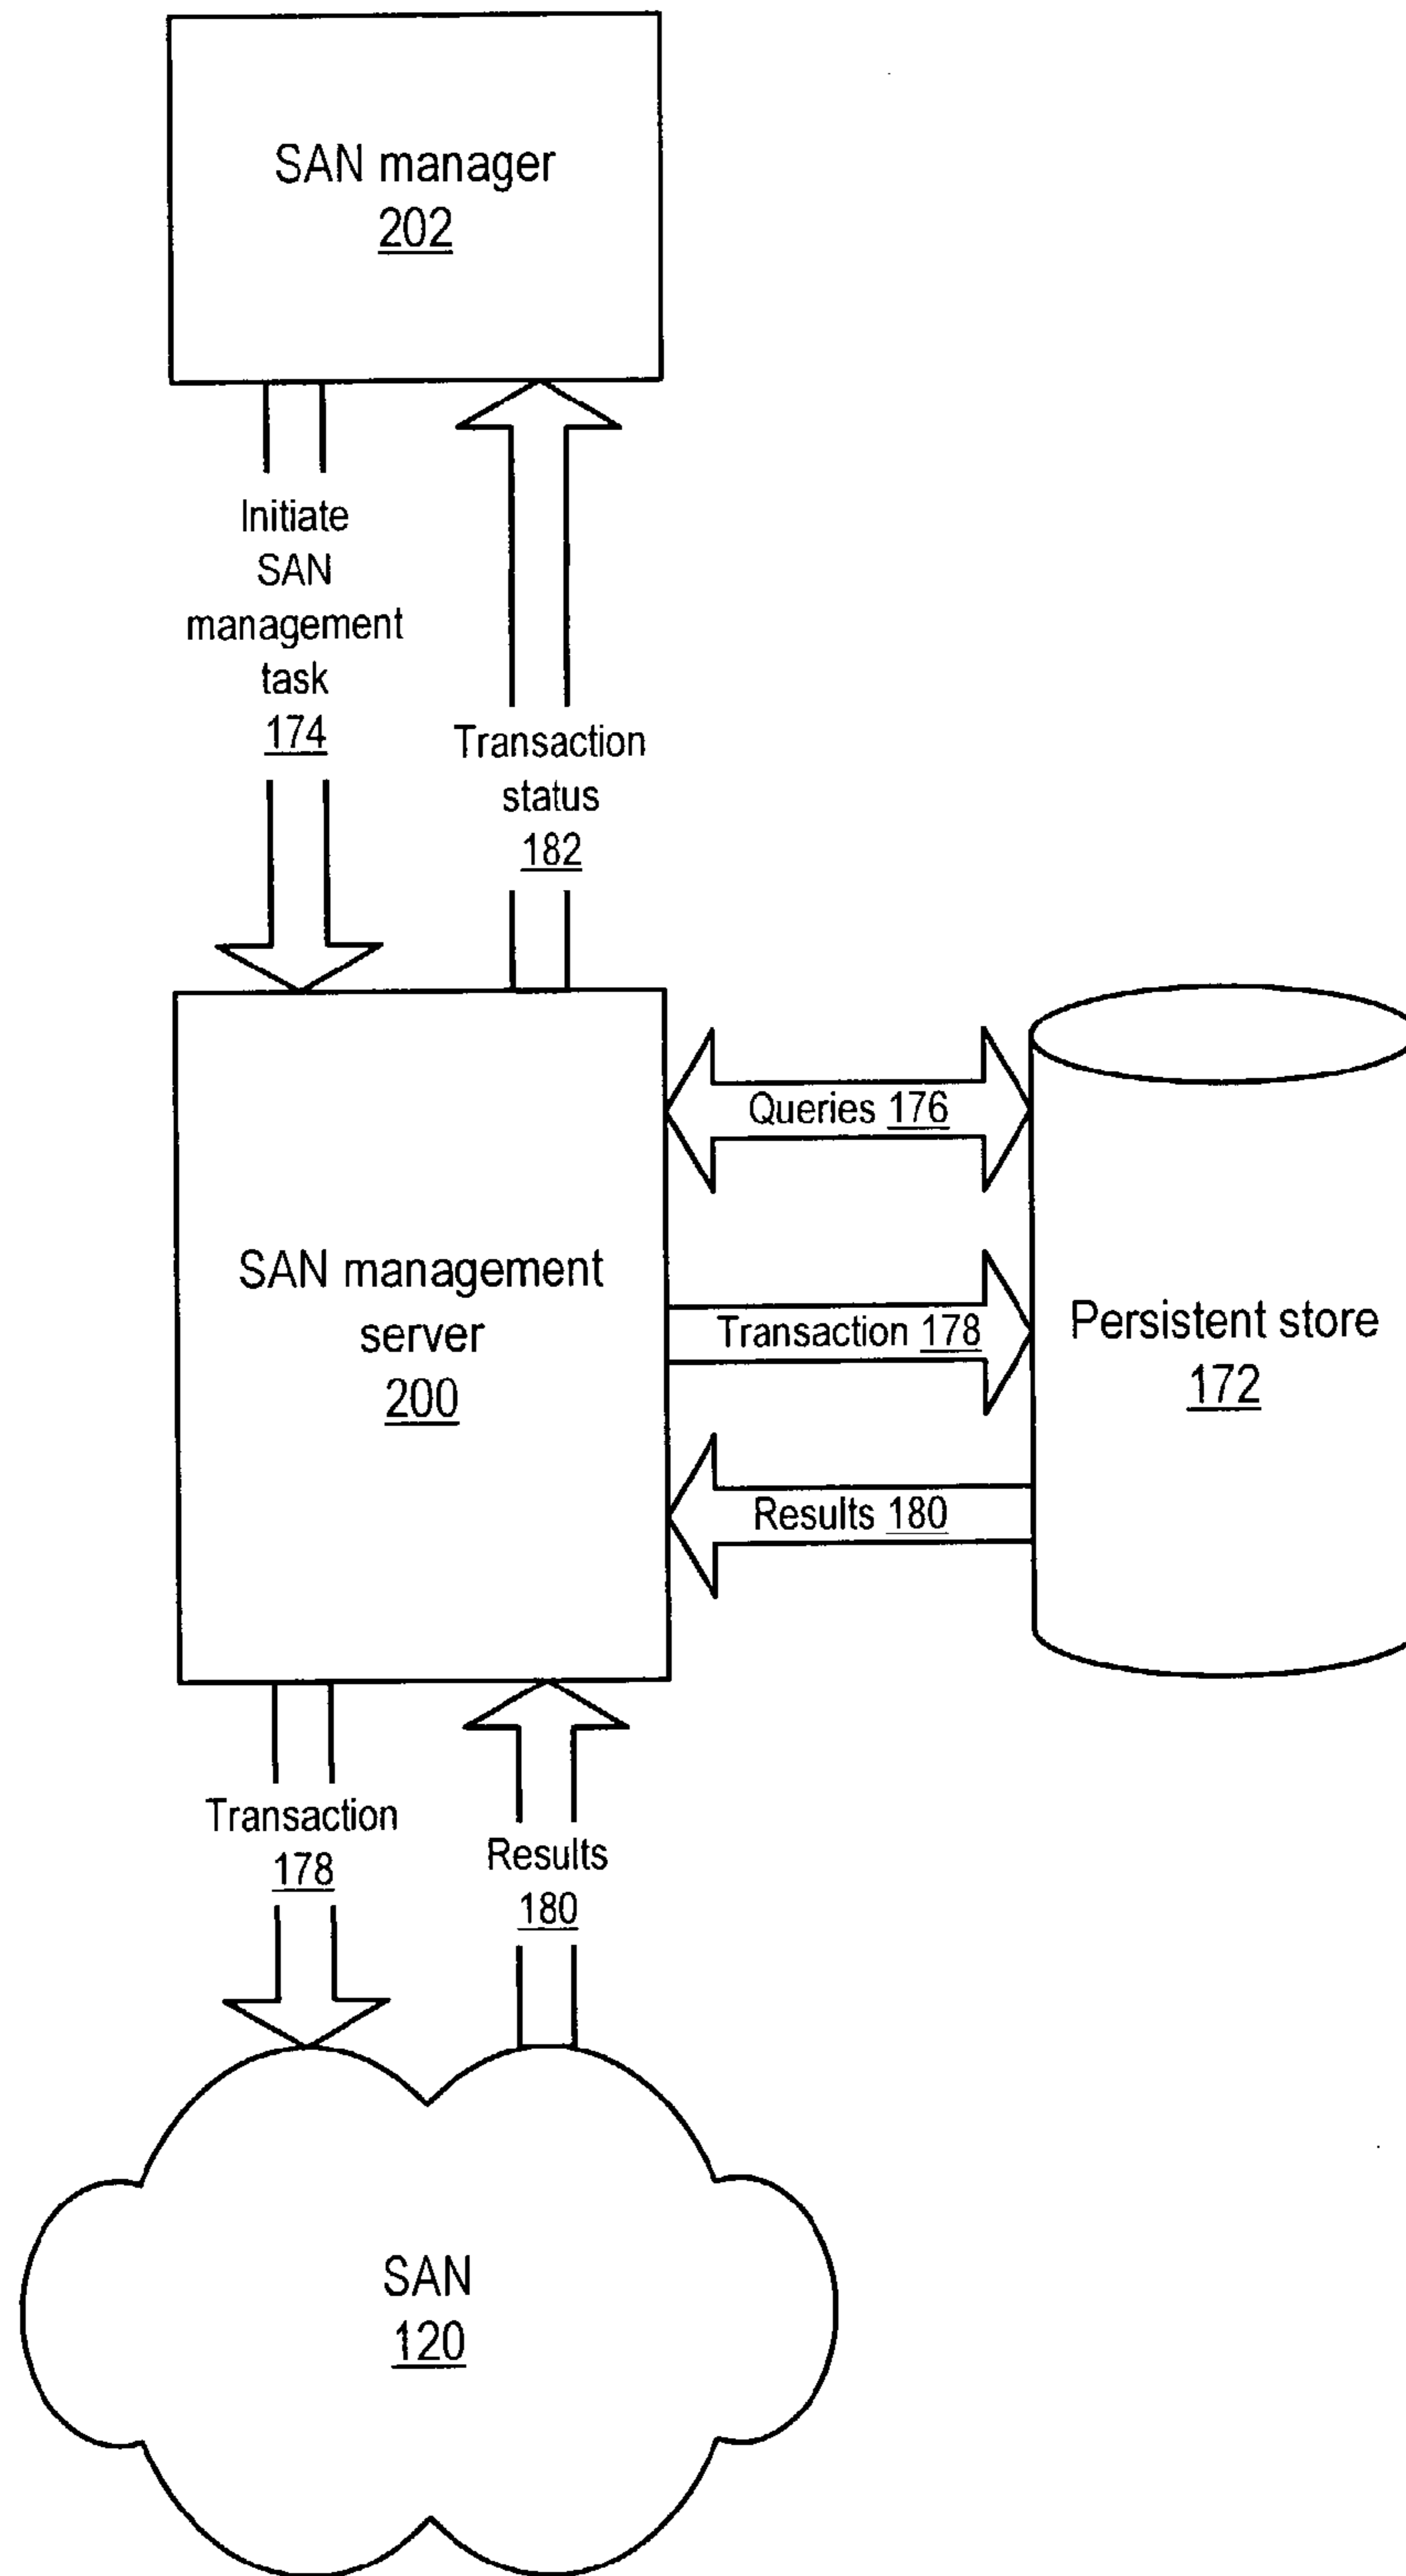 SAN manager
202
Initiate
SAN
management
task
174
Transaction
status
182
Queries 176
SAN management
server
200
Transaction 178
Persistent store
172
Results 180
Transaction
178
Results
180
SAN
120